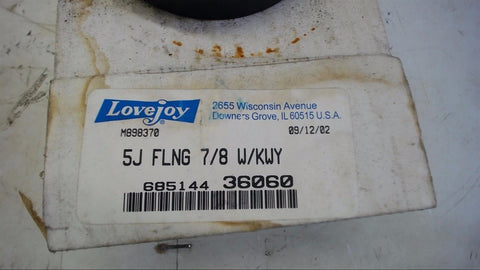 Lovejoy
2655 Wisconsin Avenue
Downers Grove, IL 60515 U.S.A.
M898370
09/12/02
5J FLNG 7/8 W/KWY
685144 36060